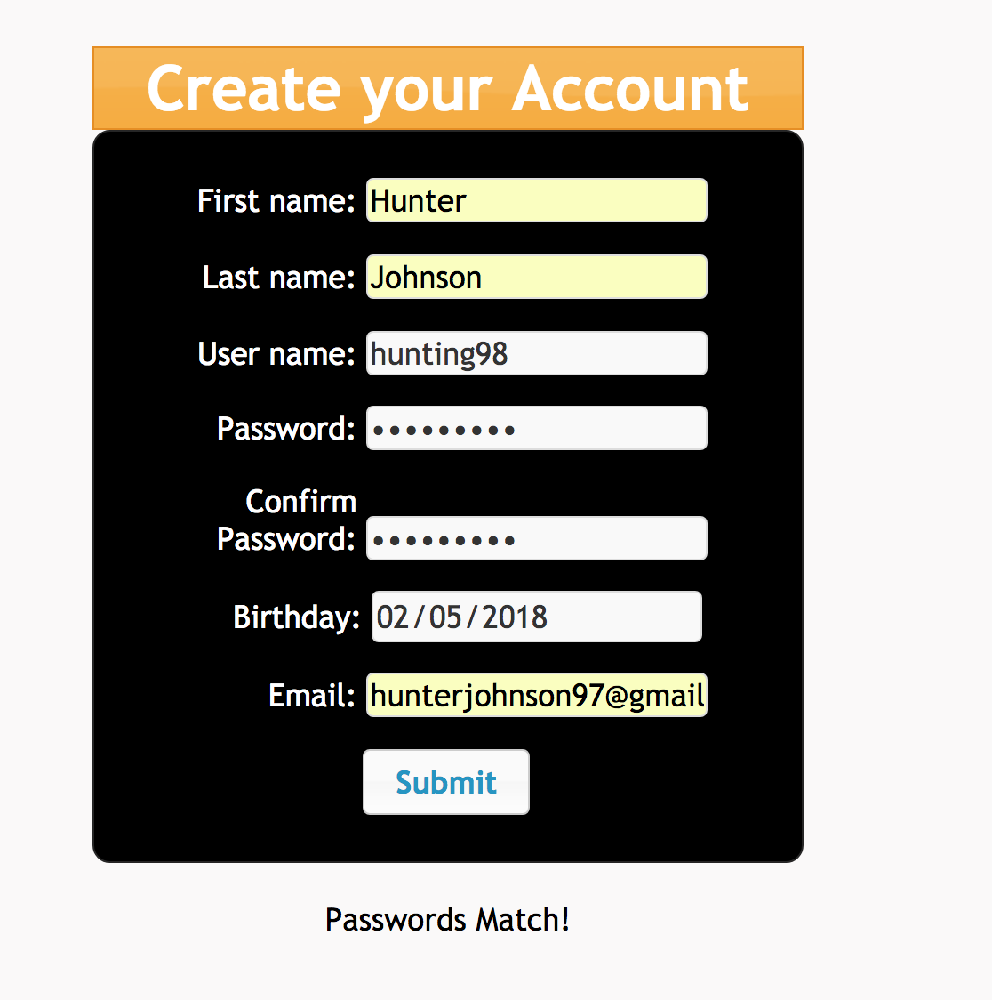 Create your Account
First name: Hunter
Last name: Johnson
User name: hunting98
Password: •••••••••
Confirm
Password: •••••••••
Birthday: 02/05/2018
Email: hunterjohnson97@gmail
Submit
Passwords Match!